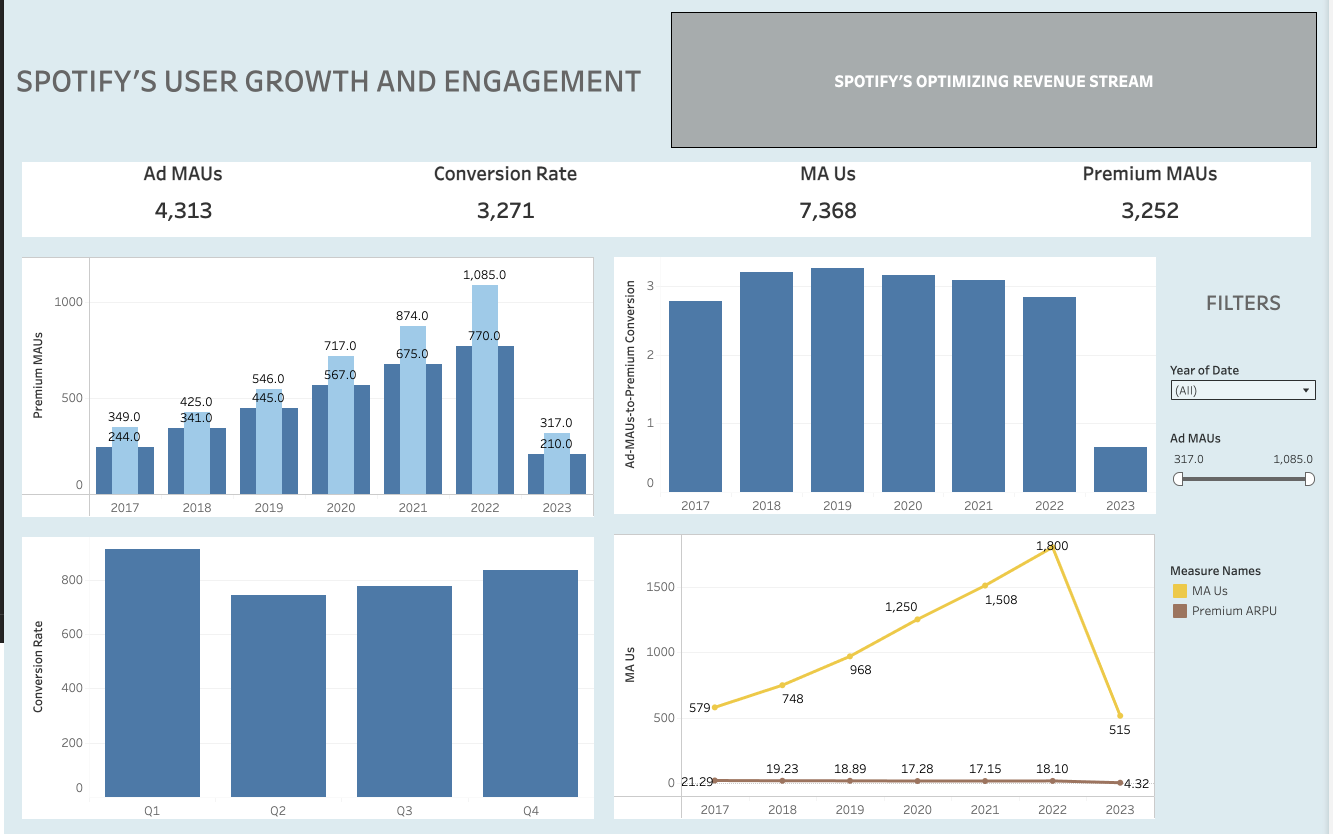 SPOTIFY'S USER GROWTH AND ENGAGEMENT
SPOTIFY'S OPTIMIZING REVENUE STREAM
Ad MAUs
Conversion Rate
MA Us
Premium MAUs
4,313
3,271
7,368
3,252
Premium MAUs
1000
500
0
349.0
244.0
425.0
341.0
546.0
445.0
717.0
567.0
874.0
675.0
1,085.0
770.0
317.0
210.0
2017 2018 2019 2020 2021 2022 2023
Ad-MAUs-to-Premium Conversion
3
2
1
0
2017 2018 2019 2020 2021 2022 2023
FILTERS
Year of Date
(All)
Ad MAUs
317.0 1,085.0
Conversion Rate
800
600
400
200
0
Q1 Q2 Q3 Q4
MA Us
1500
1000
500
0
579
748
968
1,250
1,508
1,800
515
21.29
19.23
18.89
17.28
17.15
18.10
4.32
2017 2018 2019 2020 2021 2022 2023
Measure Names
MA Us
Premium ARPU